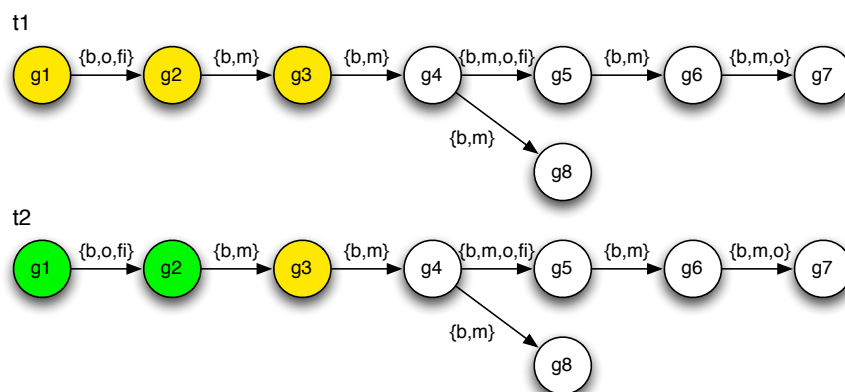 t1
{b,o,fi} {b,m} {b,m} {b,m,o,fi} {b,m} {b,m,o}
g1 g2 g3 g4 g5 g6 g7
{b,m}
g8
t2
{b,o,fi} {b,m} {b,m} {b,m,o,fi} {b,m} {b,m,o}
g1 g2 g3 g4 g5 g6 g7
{b,m}
g8